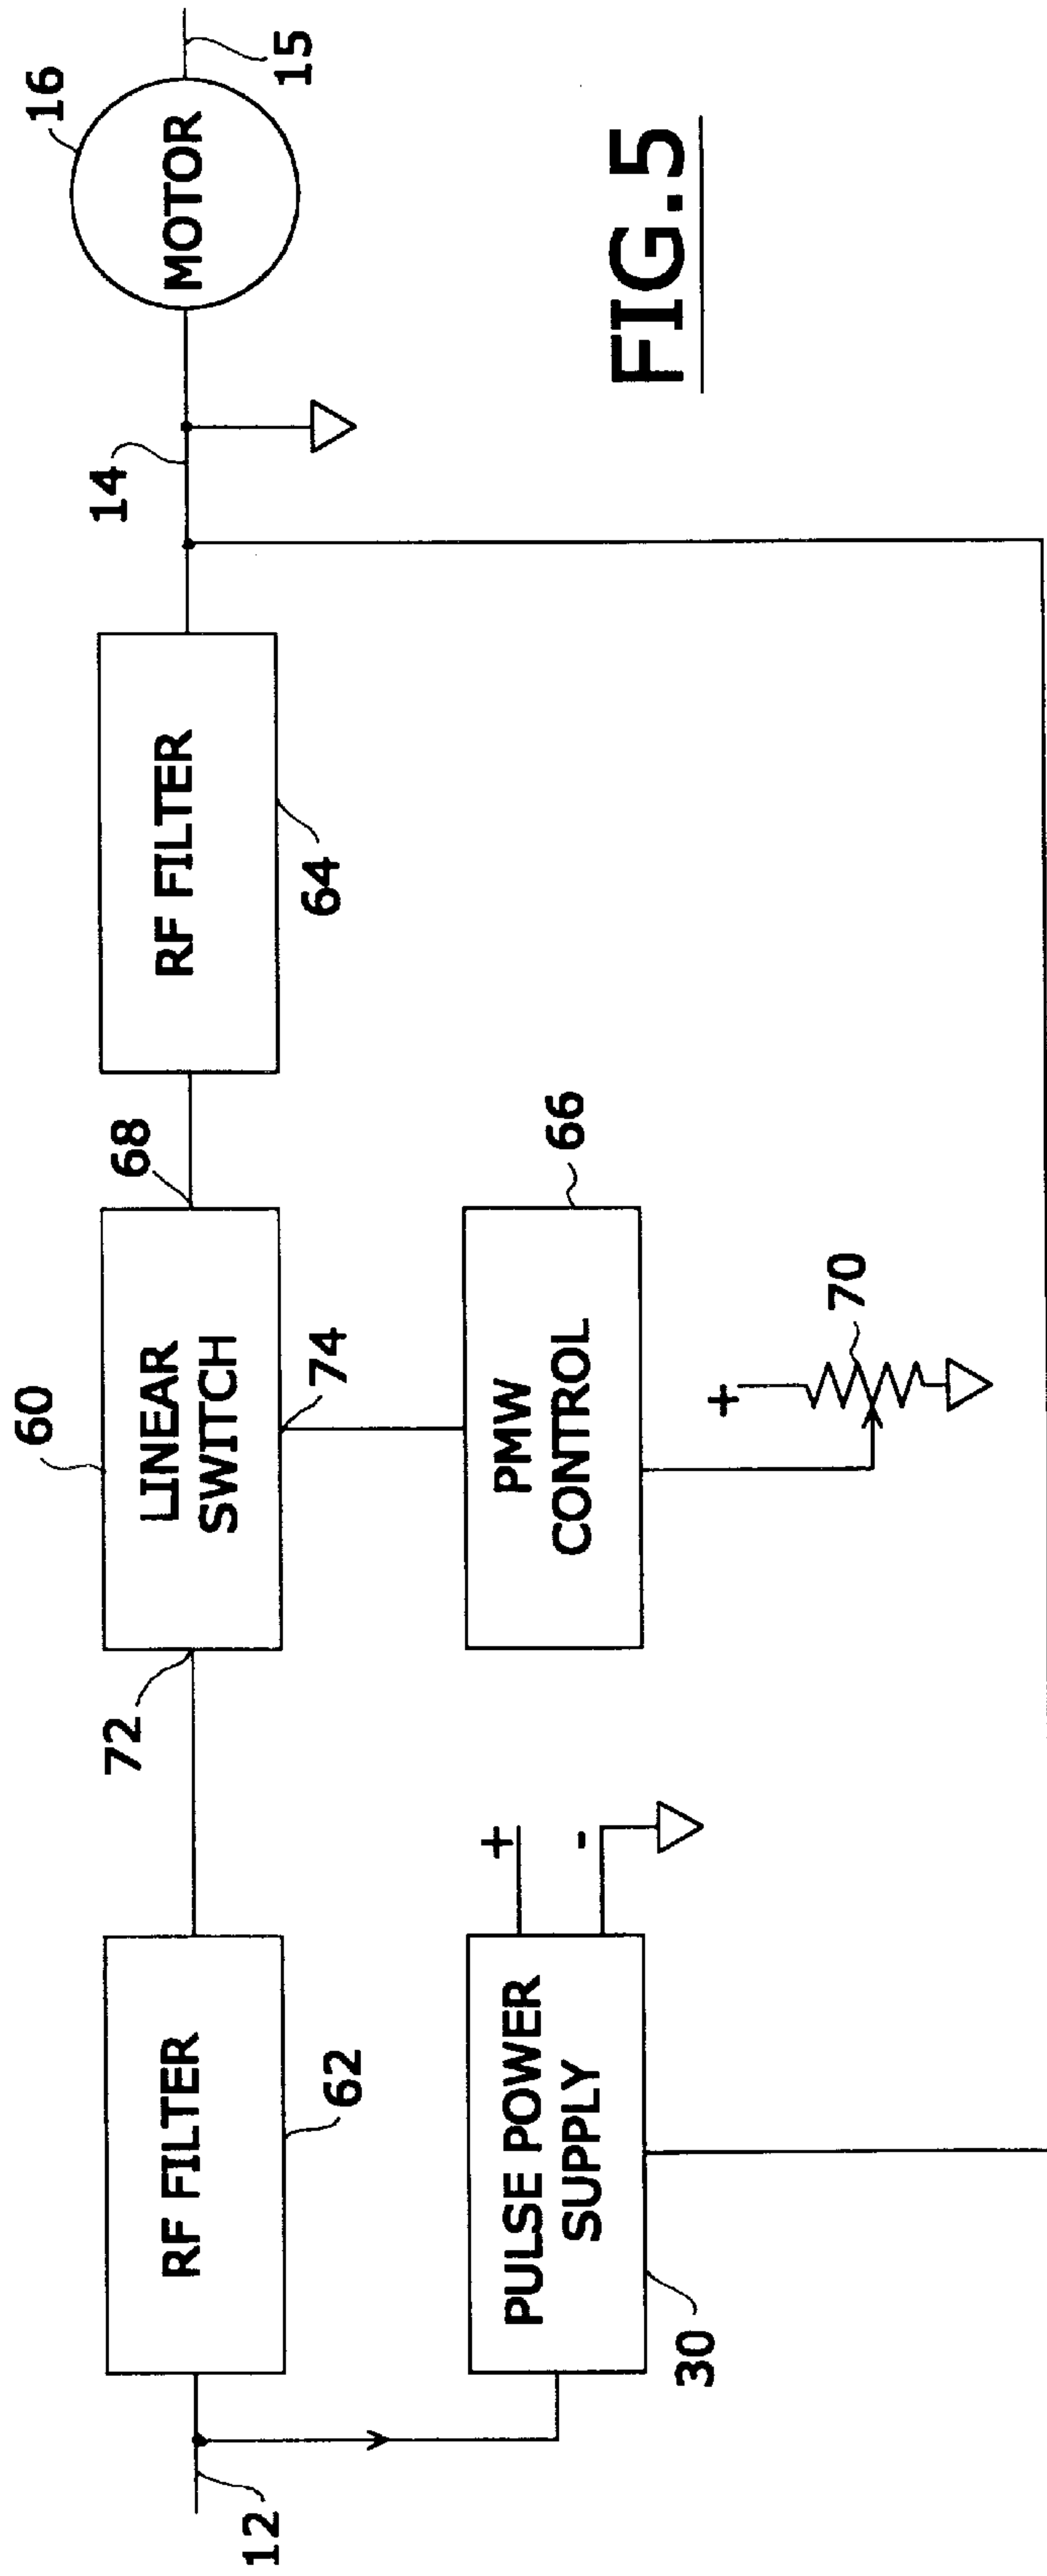 60
16
12
RF FILTER
62
72
LINEAR
SWITCH
68
74
RF FILTER
64
14
MOTOR
15
PULSE POWER
SUPPLY
30
+
-
PMW
CONTROL
66
+
70
FIG.5